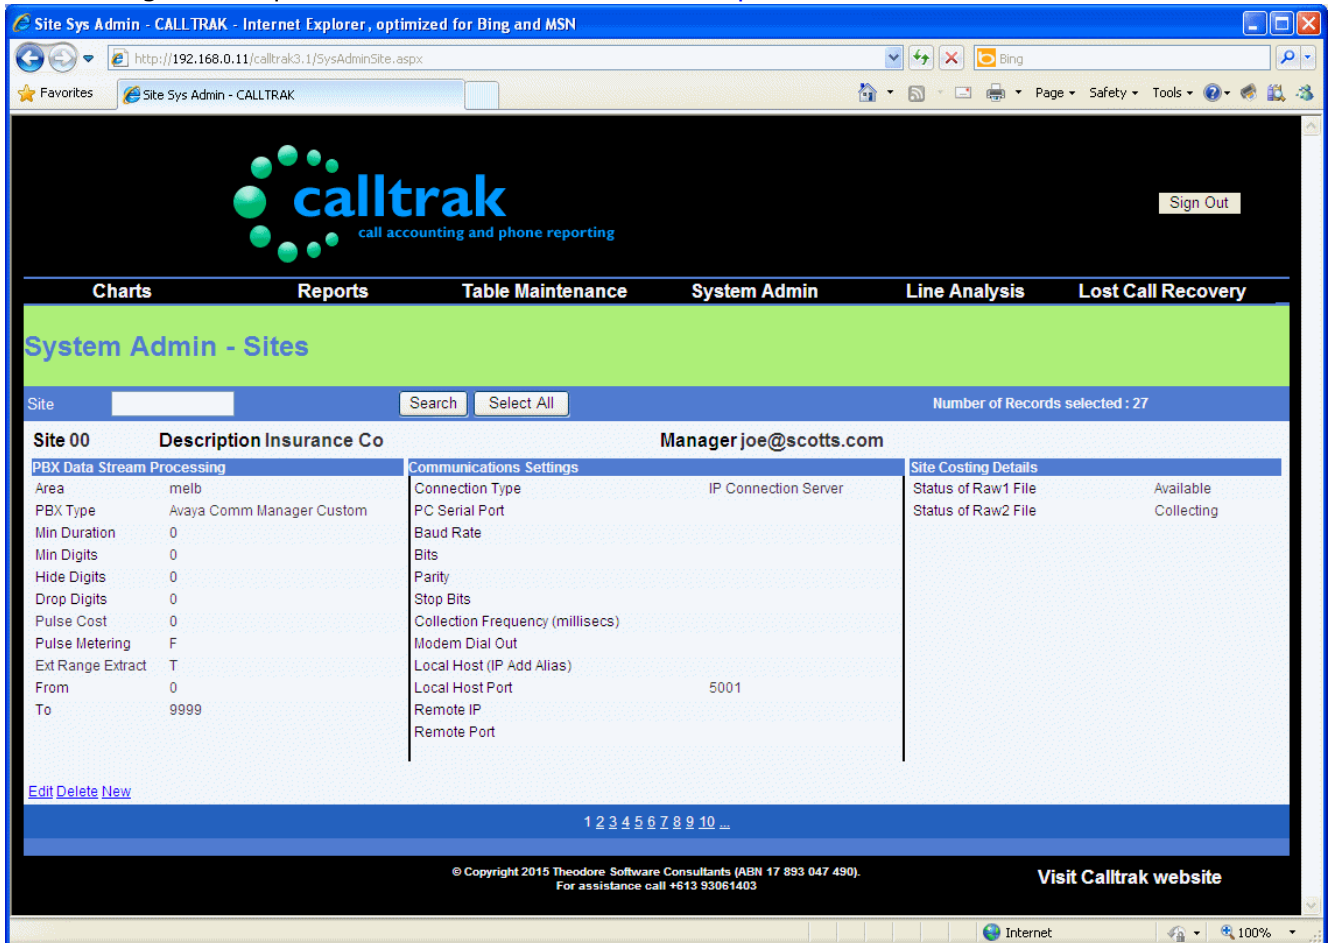 Site Sys Admin - CALLTRAK - Internet Explorer, optimized for Bing and MSN
http://192.168.0.11/calltrak3.1/SysAdminSite.aspx
Bing
Favorites
Site Sys Admin - CALLTRAK
Page
Safety
Tools
calltrak
call accounting and phone reporting
Sign Out
Charts Reports Table Maintenance System Admin Line Analysis Lost Call Recovery
System Admin - Sites
Site Search Select All Number of Records selected : 27
Site 00 Description Insurance Co Manager joe@scotts.com
PBX Data Stream Processing
Area melb
PBX Type Avaya Comm Manager Custom
Min Duration 0
Min Digits 0
Hide Digits 0
Drop Digits 0
Pulse Cost 0
Pulse Metering F
Ext Range Extract T
From 0
To 9999
Communications Settings
Connection Type IP Connection Server
PC Serial Port
Baud Rate
Bits
Parity
Stop Bits
Collection Frequency (millisecs)
Modem Dial Out
Local Host (IP Add Alias)
Local Host Port 5001
Remote IP
Remote Port
Site Costing Details
Status of Raw1 File Available
Status of Raw2 File Collecting
Edit Delete New
1 2 3 4 5 6 7 8 9 10 ...
© Copyright 2015 Theodore Software Consultants (ABN 17 893 047 490).
For assistance call +613 93061403
Visit Calltrak website
Internet
100%